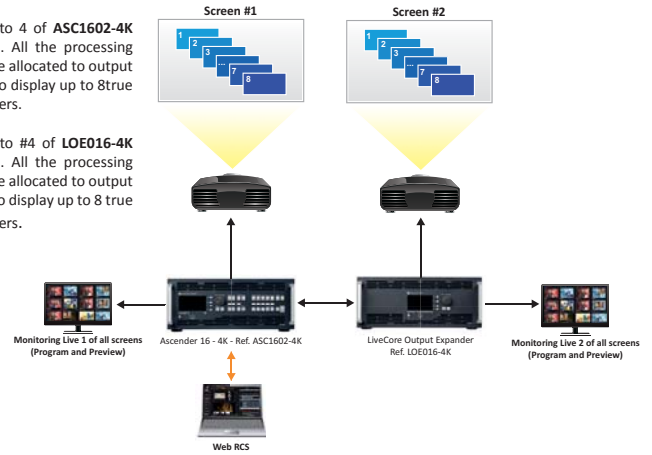 to 4 of ASC1602-4K
. All the processing
e allocated to output
o display up to 8true
ers.
to #4 of LOE016-4K
. All the processing
e allocated to output
o display up to 8 true
ers.
Screen #1
1
2
3
...
7
8
Screen #2
1
2
3
...
7
8
Monitoring Live 1 of all screens
(Program and Preview)
Ascender 16 - 4K - Ref. ASC1602-4K
LiveCore Output Expander
Ref. LOE016-4K
Monitoring Live 2 of all screens
(Program and Preview)
Web RCS